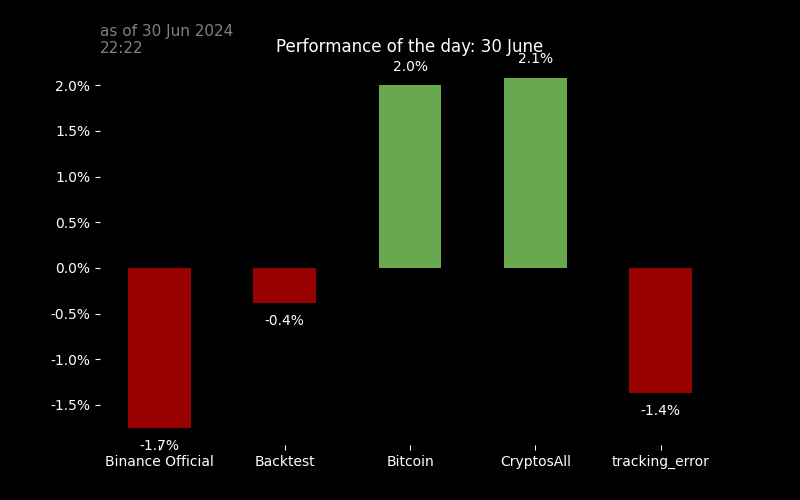 as of 30 Jun 2024
22:22
Performance of the day: 30 June
2.0%
1.5%
1.0%
0.5%
0.0%
-0.5%
-1.0%
-1.5%
-1.7%
-0.4%
2.0%
2.1%
-1.4%
Binance Official
Backtest
Bitcoin
CryptosAll
tracking_error